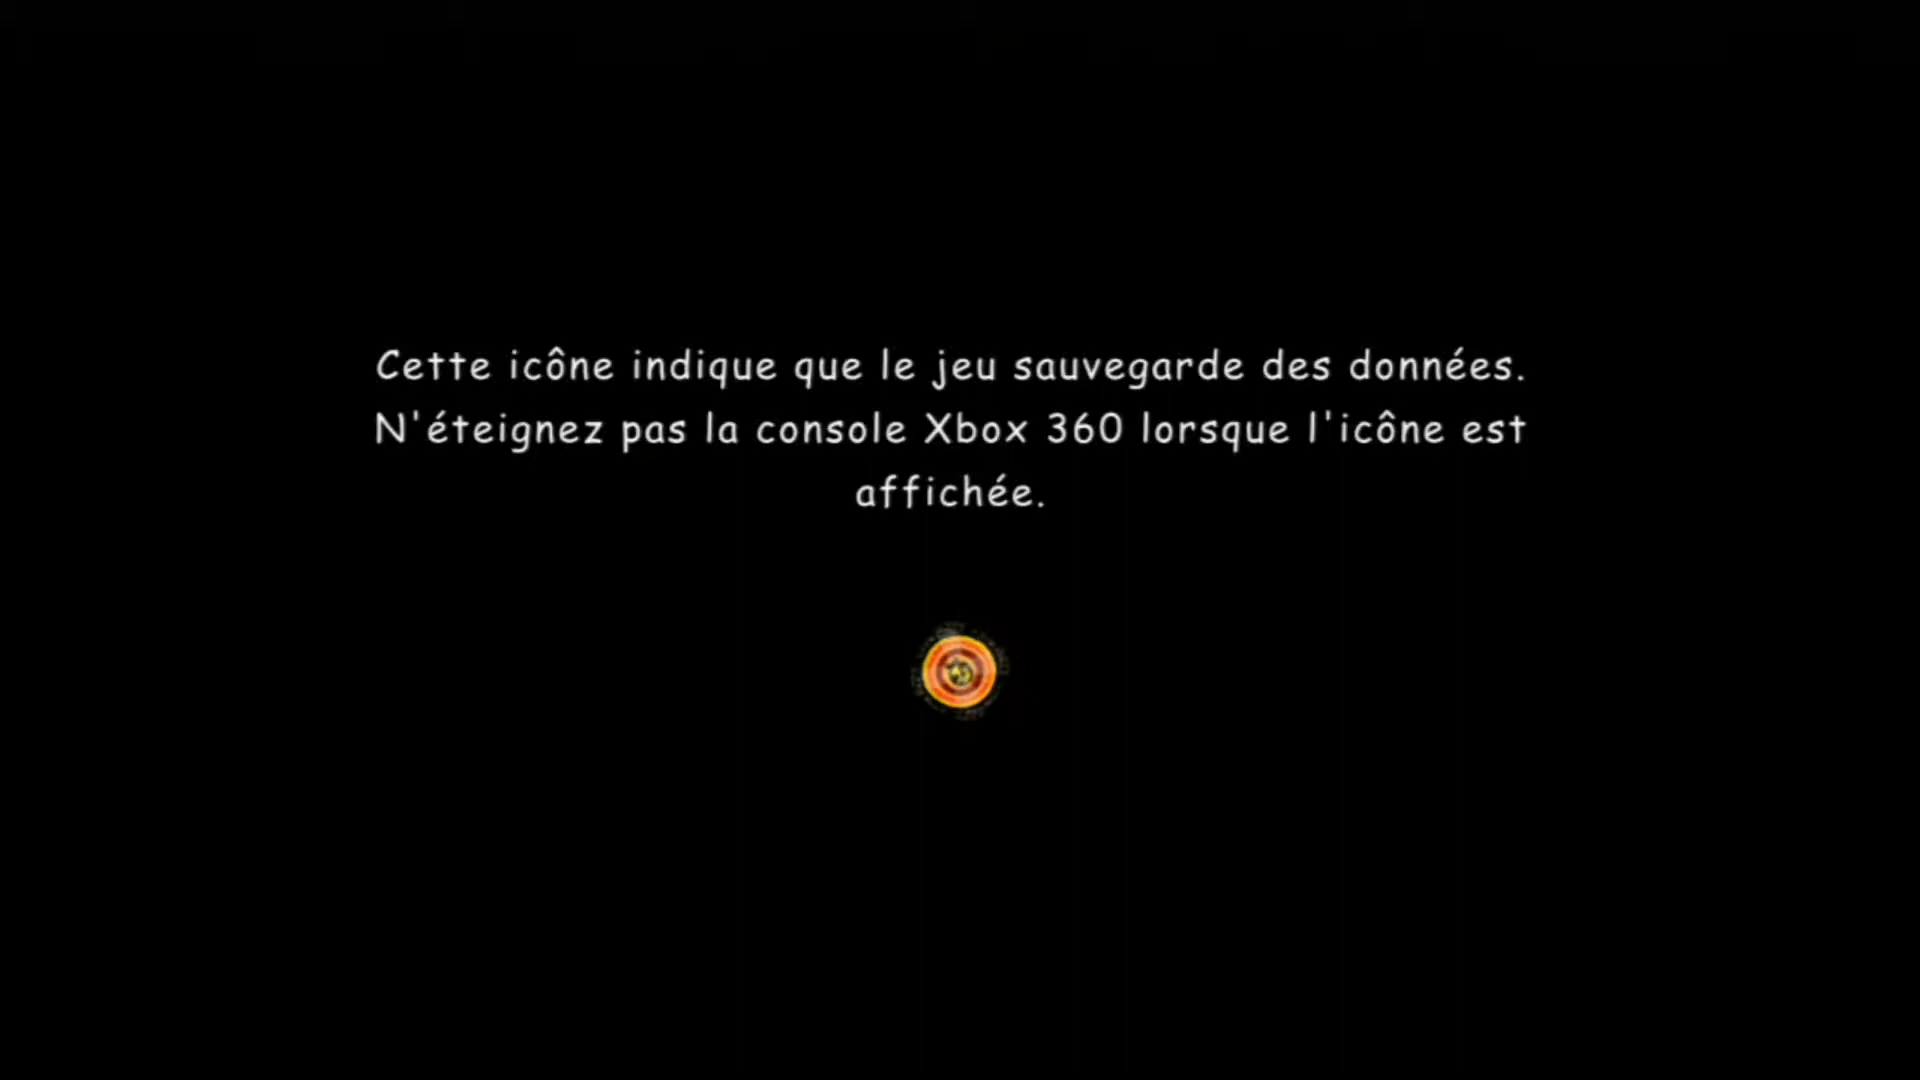 Cette icône indique que le jeu sauvegarde des données.
N'éteignez pas la console Xbox 360 lorsque l'icône est
affichée.